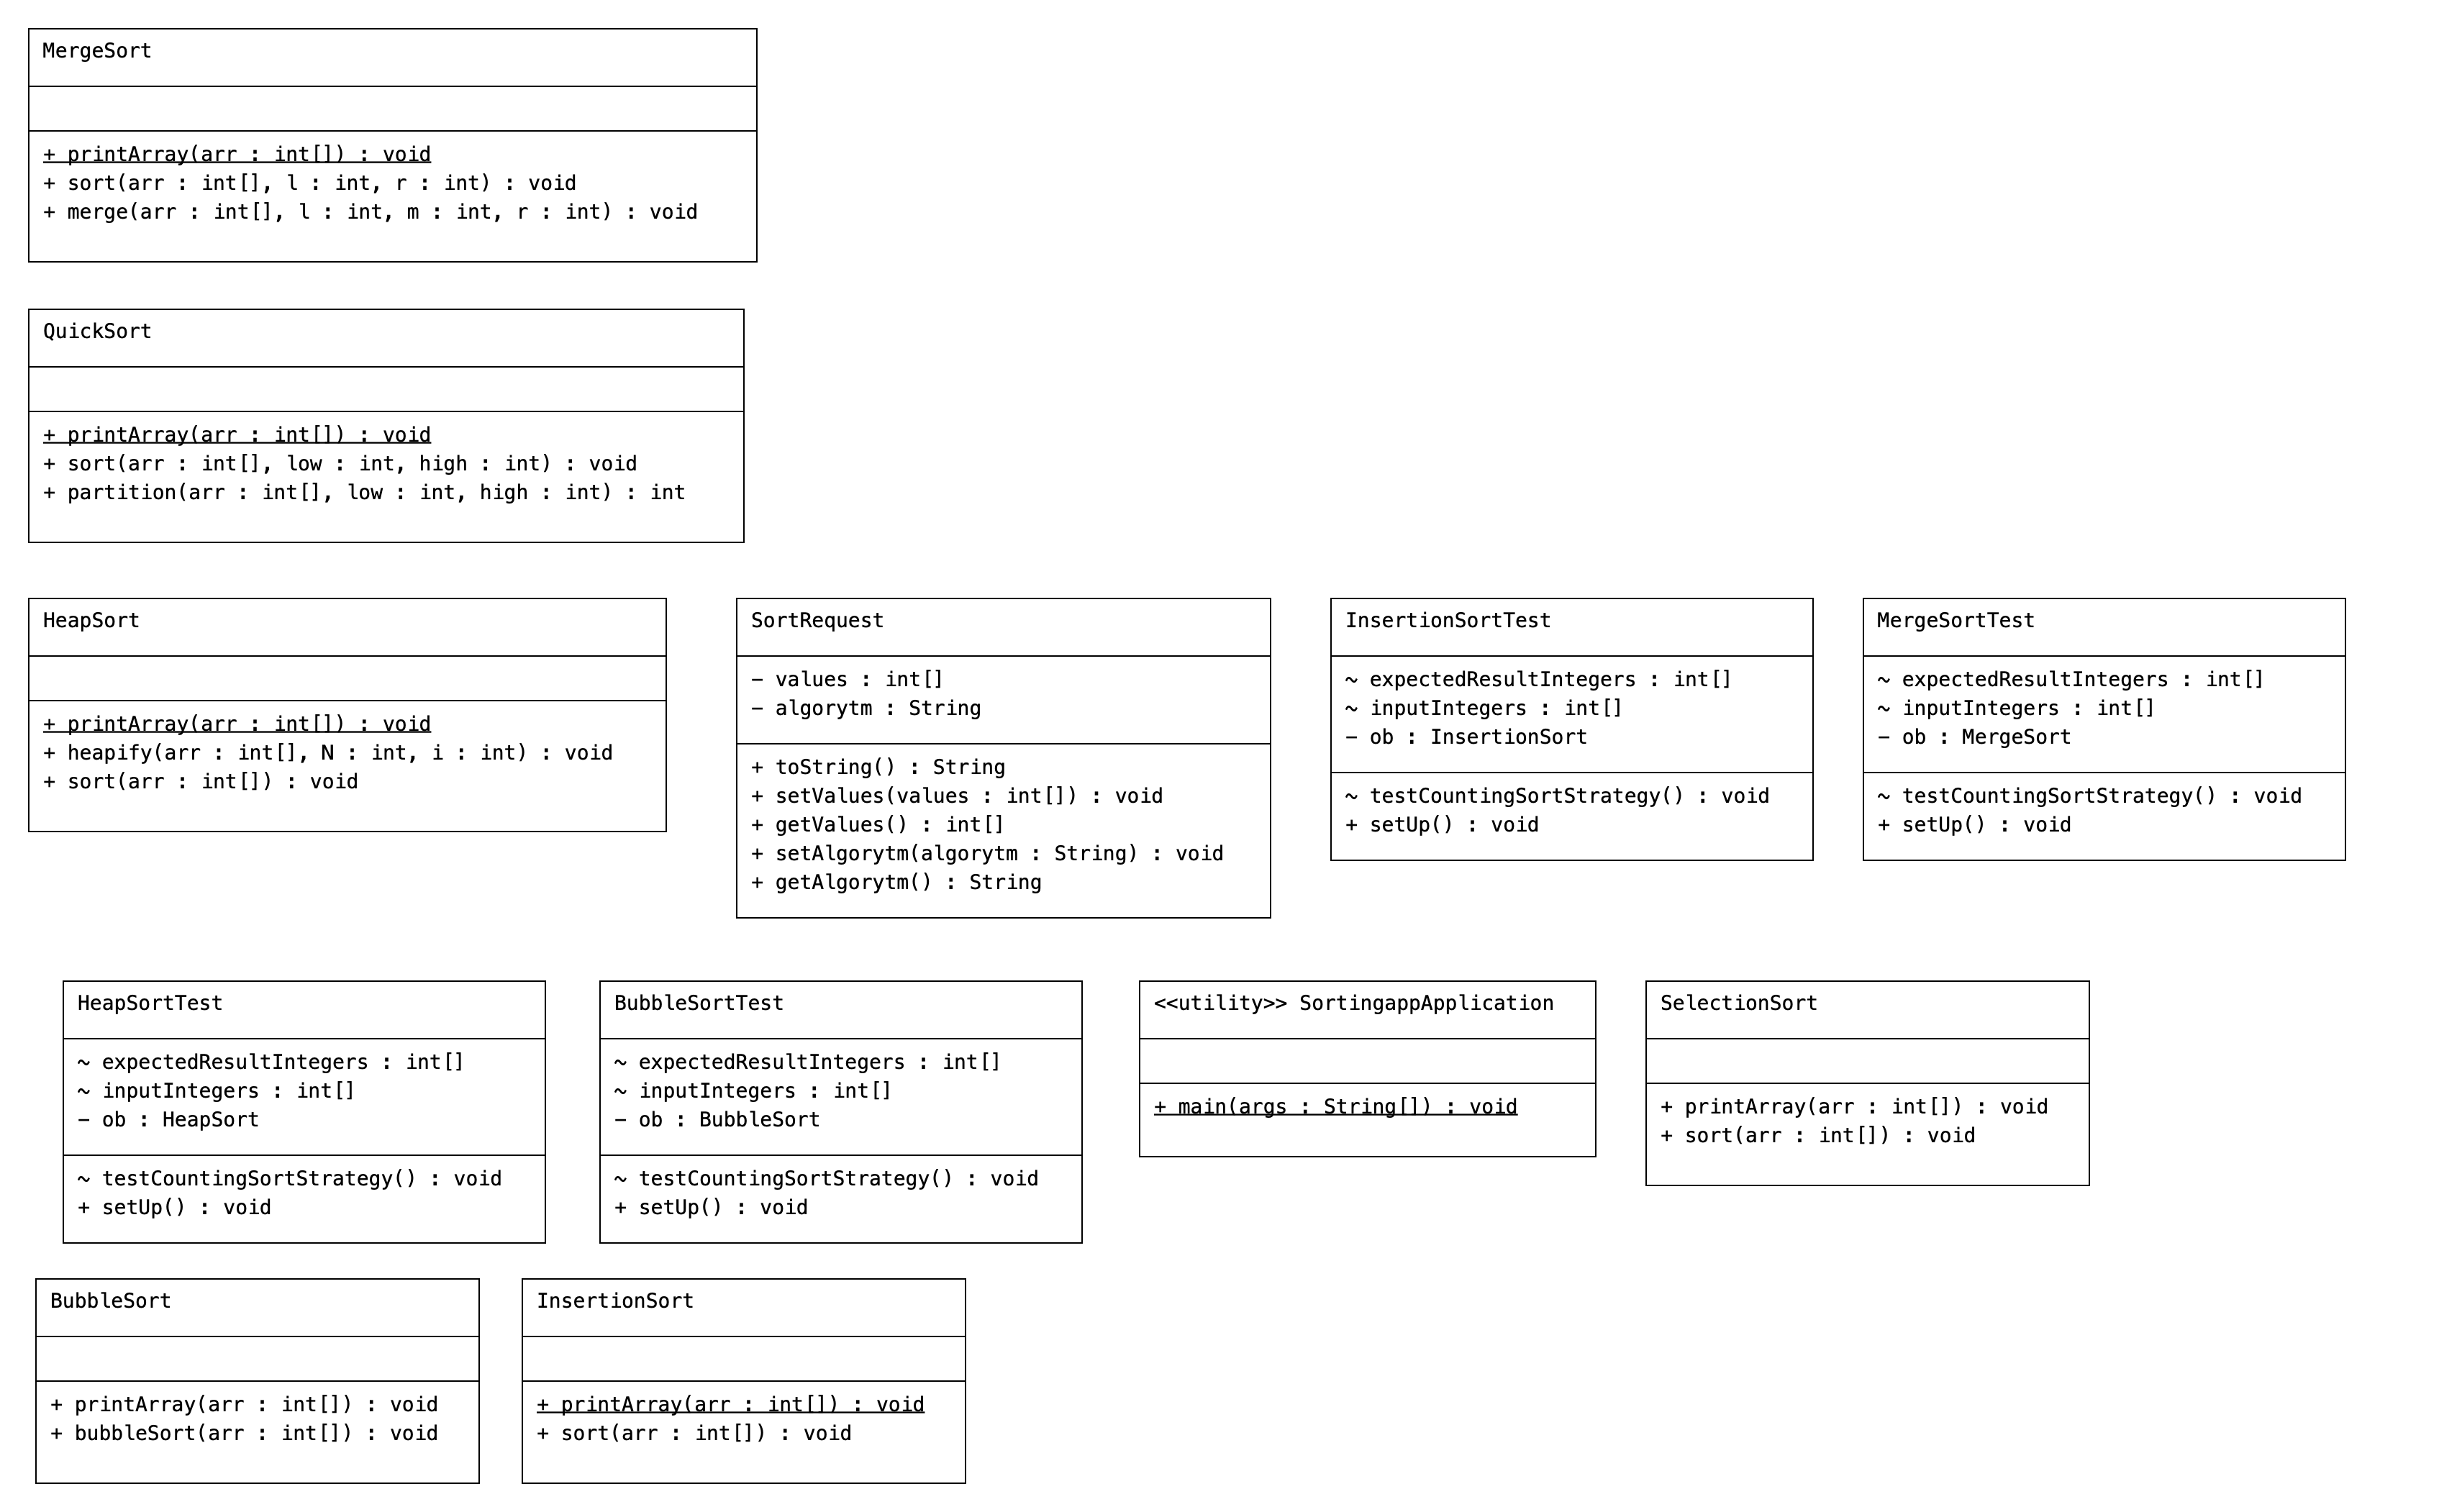 MergeSort
+ printArray(arr : int[]) : void
+ sort(arr : int[], l : int, r : int) : void
+ merge(arr : int[], l : int, m : int, r : int) : void
QuickSort
+ printArray(arr : int[]) : void
+ sort(arr : int[], low : int, high : int) : void
+ partition(arr : int[], low : int, high : int) : int
HeapSort
+ printArray(arr : int[]) : void
+ heapify(arr : int[], N : int, i : int) : void
+ sort(arr : int[]) : void
SortRequest
− values : int[]
− algorytm : String
+ toString() : String
+ setValues(values : int[]) : void
+ getValues() : int[]
+ setAlgorytm(algorytm : String) : void
+ getAlgorytm() : String
InsertionSortTest
~ expectedResultIntegers : int[]
~ inputIntegers : int[]
− ob : InsertionSort
~ testCountingSortStrategy() : void
+ setUp() : void
MergeSortTest
~ expectedResultIntegers : int[]
~ inputIntegers : int[]
− ob : MergeSort
~ testCountingSortStrategy() : void
+ setUp() : void
HeapSortTest
~ expectedResultIntegers : int[]
~ inputIntegers : int[]
− ob : HeapSort
~ testCountingSortStrategy() : void
+ setUp() : void
BubbleSortTest
~ expectedResultIntegers : int[]
~ inputIntegers : int[]
− ob : BubbleSort
~ testCountingSortStrategy() : void
+ setUp() : void
<<utility>> SortingappApplication
+ main(args : String[]) : void
SelectionSort
+ printArray(arr : int[]) : void
+ sort(arr : int[]) : void
BubbleSort
+ printArray(arr : int[]) : void
+ bubbleSort(arr : int[]) : void
InsertionSort
+ printArray(arr : int[]) : void
+ sort(arr : int[]) : void